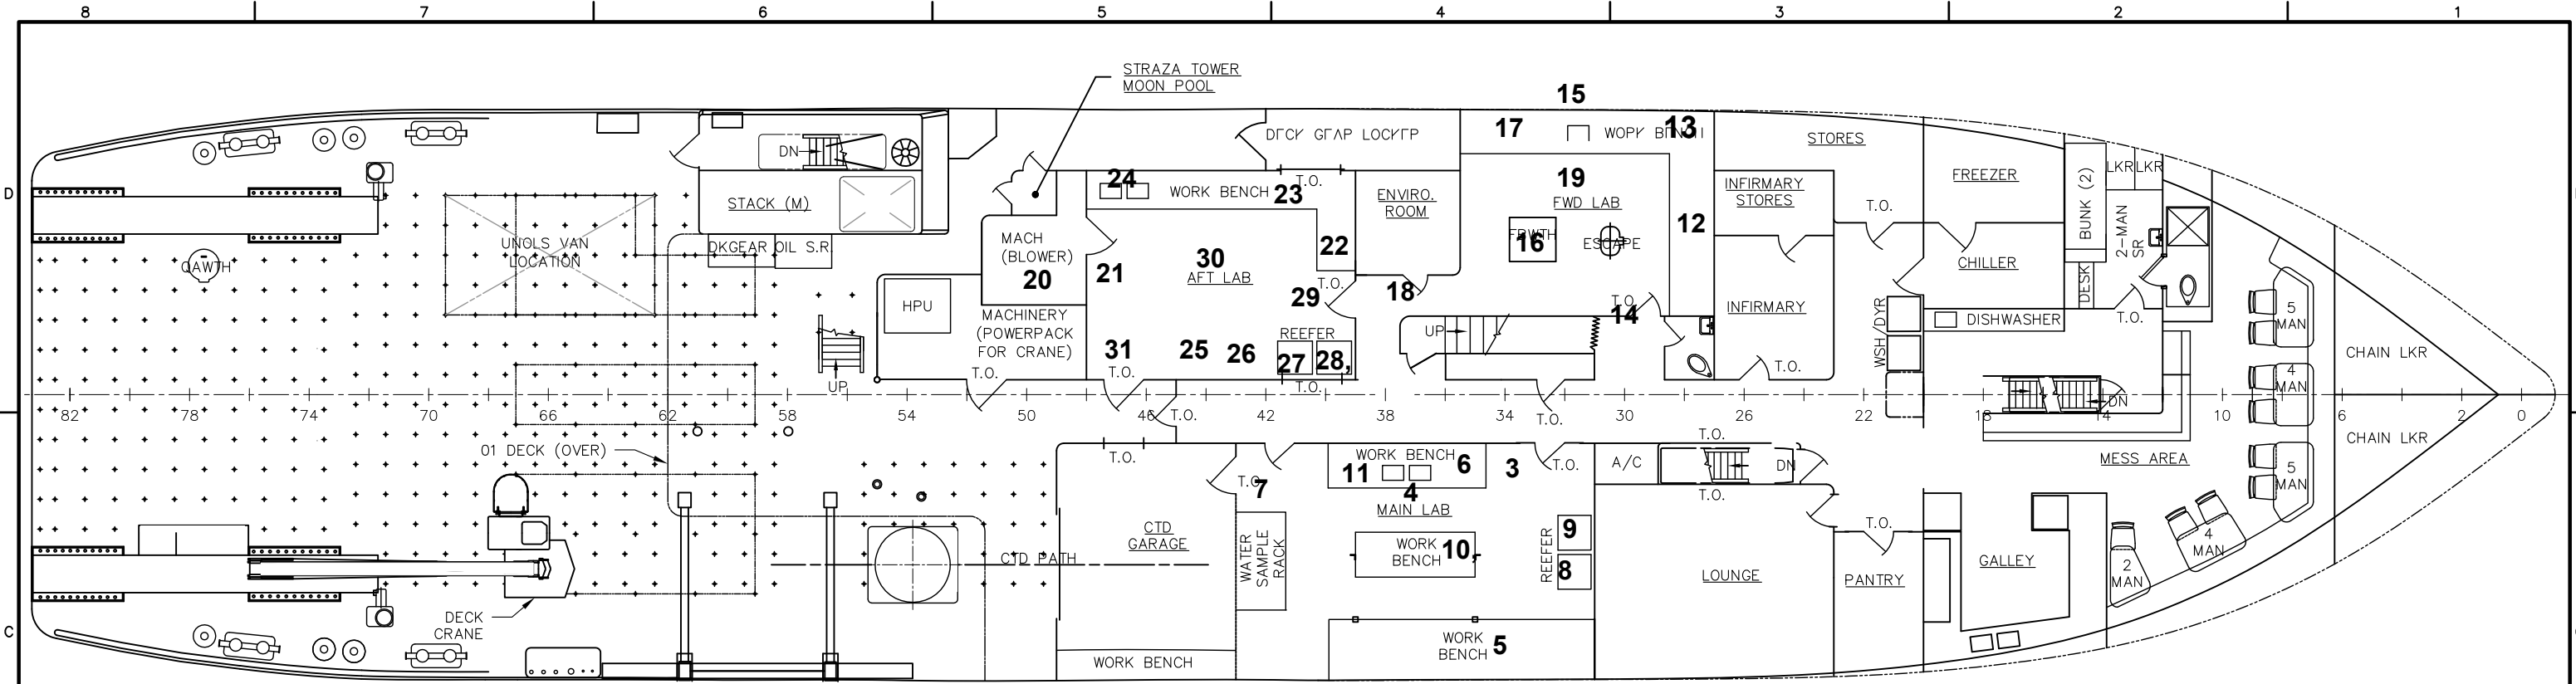 8 7 6 5 4 3 2 1
STRAZA TOWER
MOON POOL
15
17
WOPK BENCH
13
DECK GEAP LOCKEP
STORES
DN
D
24
WORK BENCH
23
T.O.
19
FWD LAB
LKR LKR
FREEZER
INFIRMARY
STORES
STACK (M)
ENVIRO.
ROOM
BUNK (2)
2-MAN
SR
T.O.
12
UNOLS VAN
LOCATION
DKGEAR OIL S.R.
MACH
(BLOWER)
20
21
30
AFT LAB
22
16
ESCAPE
CHILLER
DESK
QAWTH
T.O.
29
18
T.O.
14
INFIRMARY
WSH/DYR
DISHWASHER
T.O.
5
MAN
HPU
MACHINERY
(POWERPACK
FOR CRANE)
REEFER
UP
31
25
26
27
28,
CHAIN LKR
UP
T.O.
T.O.
T.O.
T.O.
4
MAN
82 78 74 70 66 62 58 54 50 46 42 38 34 30 26 22 18 14 10 6 2 0
T.O.
T.O.
DN
01 DECK (OVER)
T.O.
WORK BENCH
11
6
3
T.O.
A/C
T.O.
DN
MESS AREA
CHAIN LKR
5
MAN
T.O.
7
4
MAIN LAB
T.O.
CTD
GARAGE
WATER
SAMPLE
RACK
WORK
BENCH
10,
REEFER
9
8
T.O.
4
MAN
CTD PATH
LOUNGE
PANTRY
GALLEY
2
MAN
DECK
CRANE
C
WORK
BENCH
5
WORK BENCH